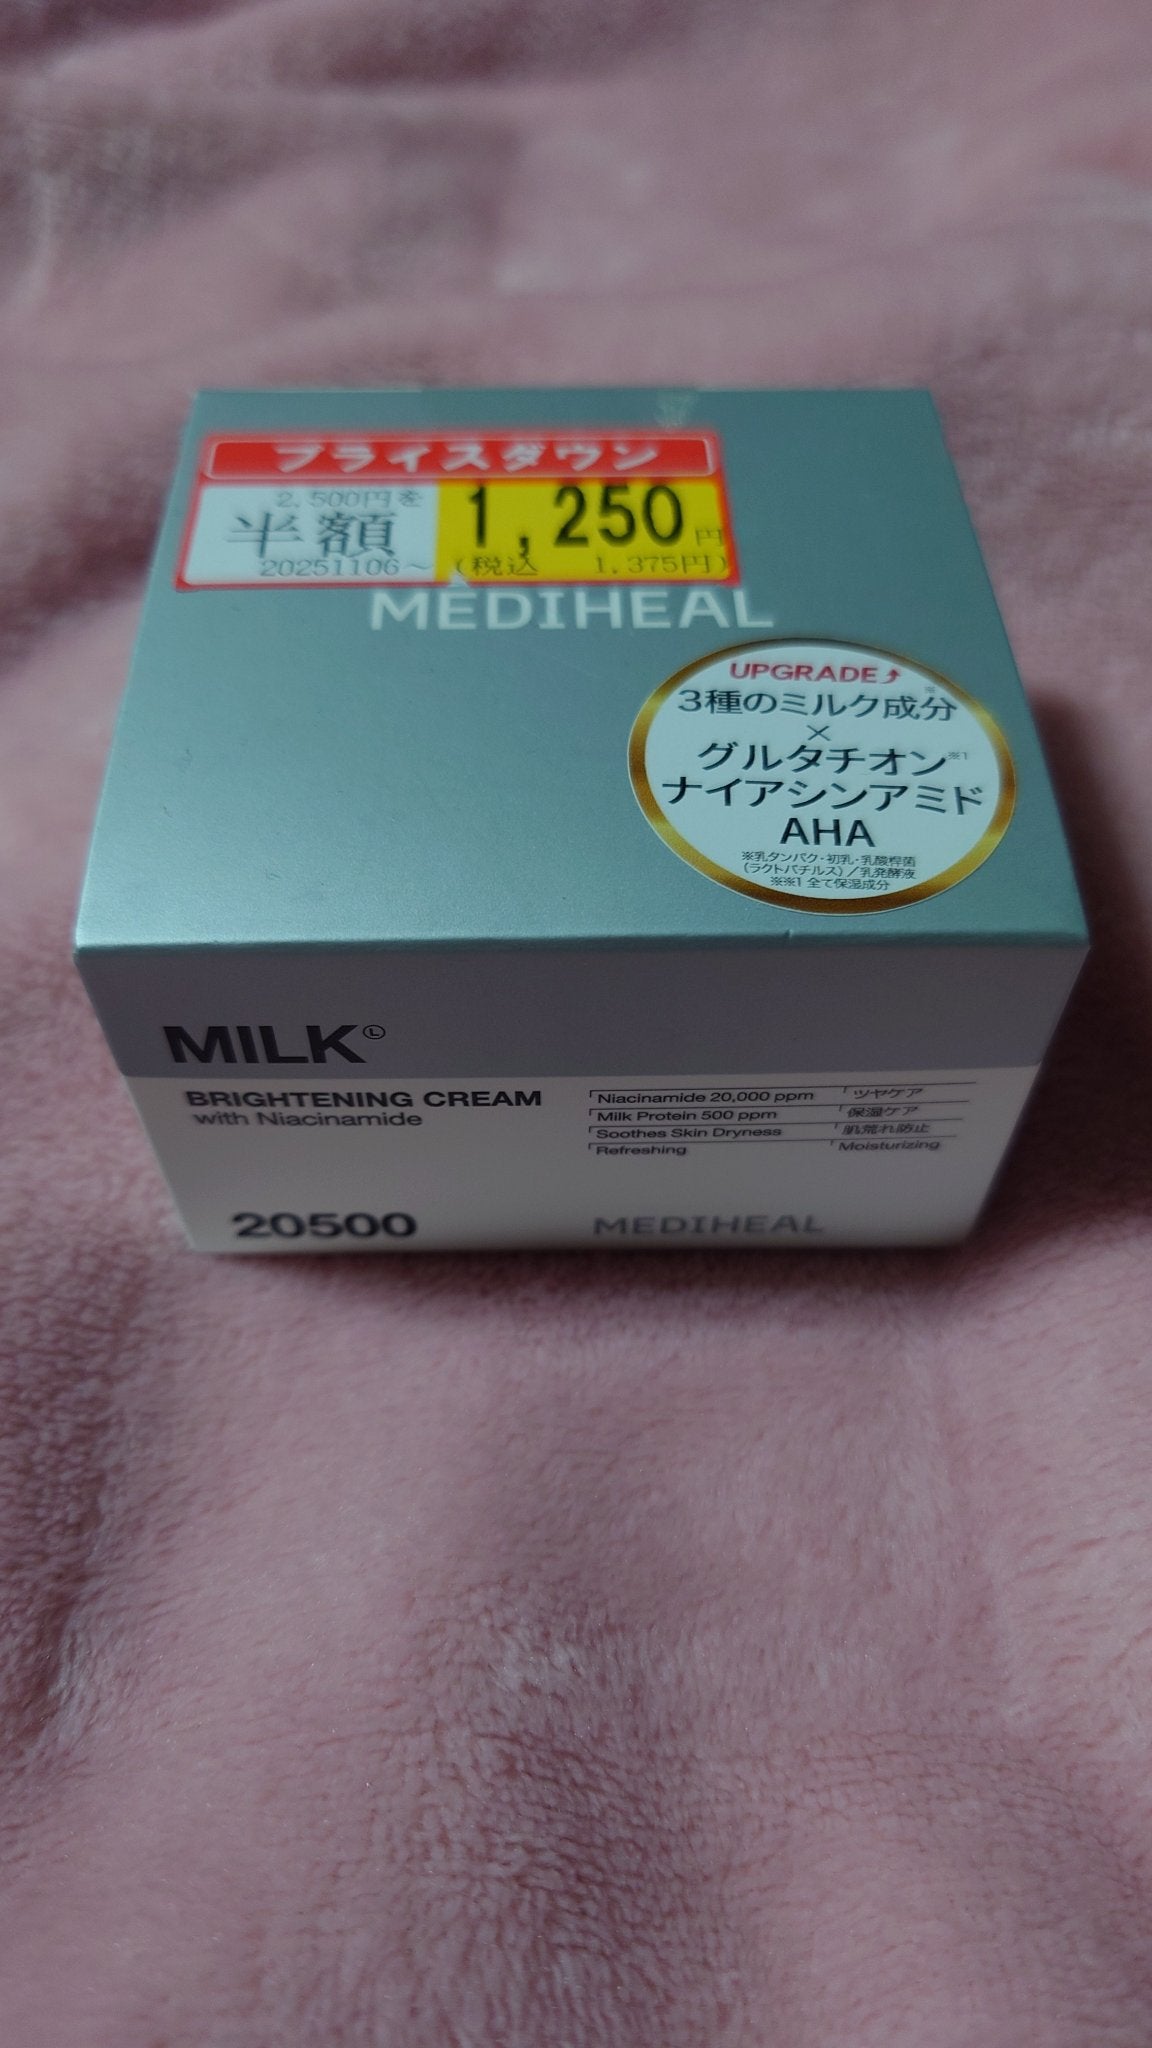 プライスダウン
2,500円を
半額
20251106～
1,250円
(税込 1,375円)
MEDIHEAL
UPGRADE
3種のミルク成分※
×
グルタチオン※1
ナイアシンアミド
AHA
※乳タンパク・初乳・乳酸桿菌
(ラクトバチルス)／乳発酵液
※※1 全て保湿成分
MILK Ⓛ
BRIGHTENING CREAM
with Niacinamide
Niacinamide 20,000 ppm ツヤケア
Milk Protein 500 ppm 保湿ケア
Soothes Skin Dryness 肌荒れ防止
Refreshing Moisturizing
20500
MEDIHEAL